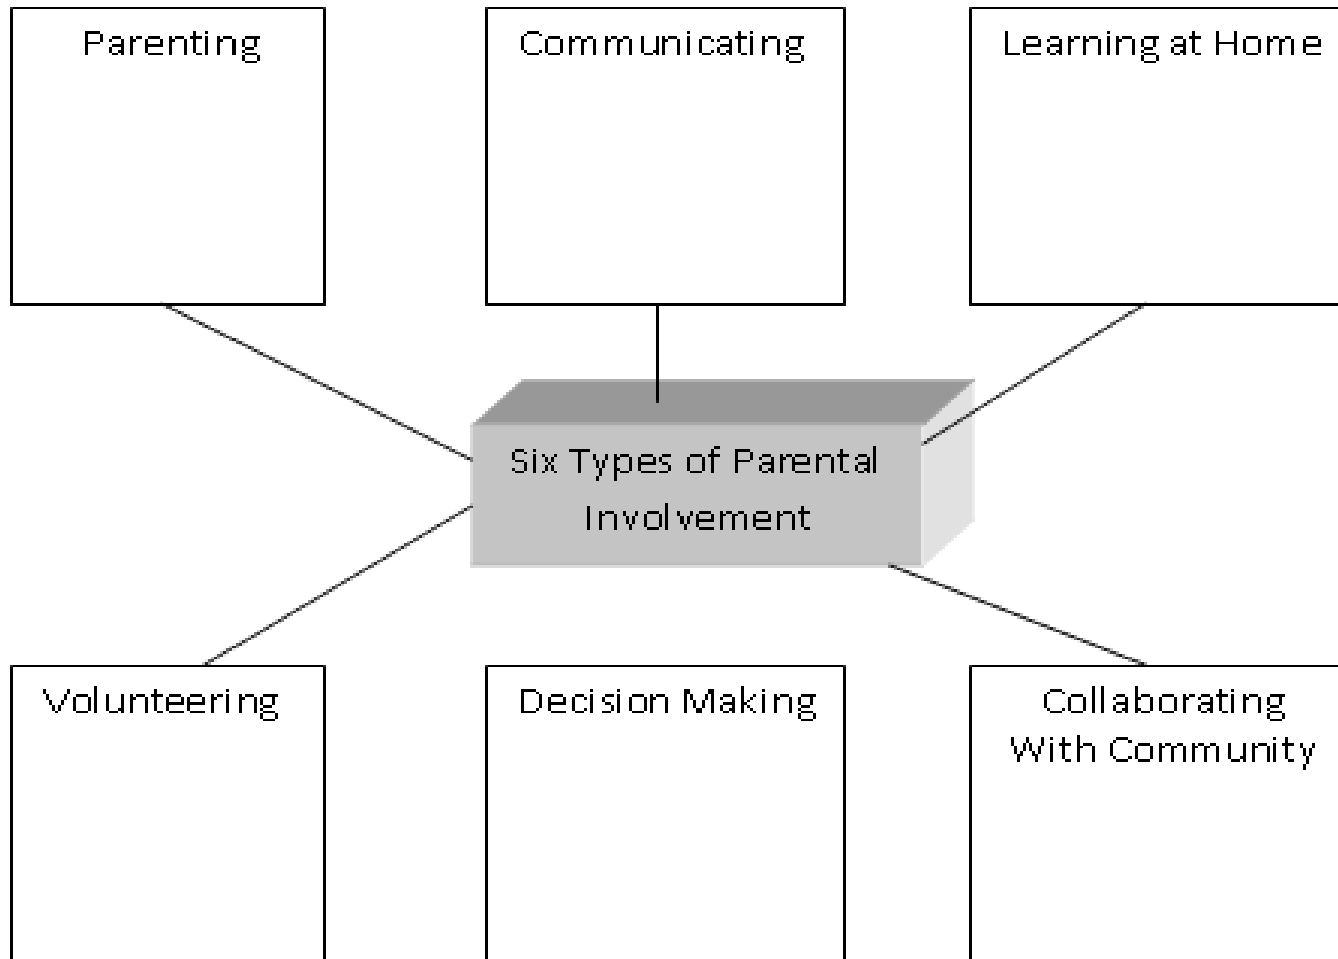 Parenting
Communicating
Learning at Home
Six Types of Parental
Involvement
Volunteering
Decision Making
Collaborating
With Community